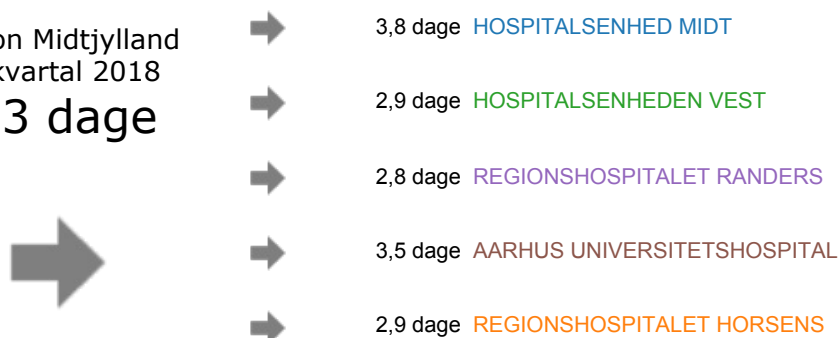 on Midtjylland
kvartal 2018
3 dage
3,8 dage HOSPITALSENHED MIDT
2,9 dage HOSPITALSENHEDEN VEST
2,8 dage REGIONSHOSPITALET RANDERS
3,5 dage AARHUS UNIVERSITETSHOSPITAL
2,9 dage REGIONSHOSPITALET HORSENS